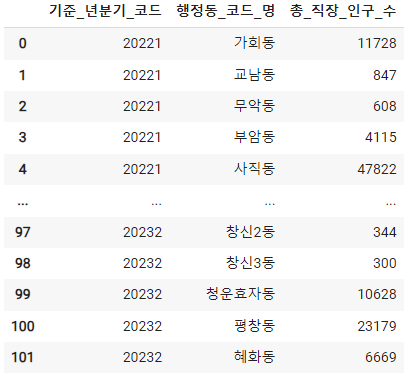 기준_년분기_코드 행정동_코드_명 총_직장_인구_수
0 20221 가회동 11728
1 20221 교남동 847
2 20221 무악동 608
3 20221 부암동 4115
4 20221 사직동 47822
... ... ... ...
97 20232 창신2동 344
98 20232 창신3동 300
99 20232 청운효자동 10628
100 20232 평창동 23179
101 20232 혜화동 6669